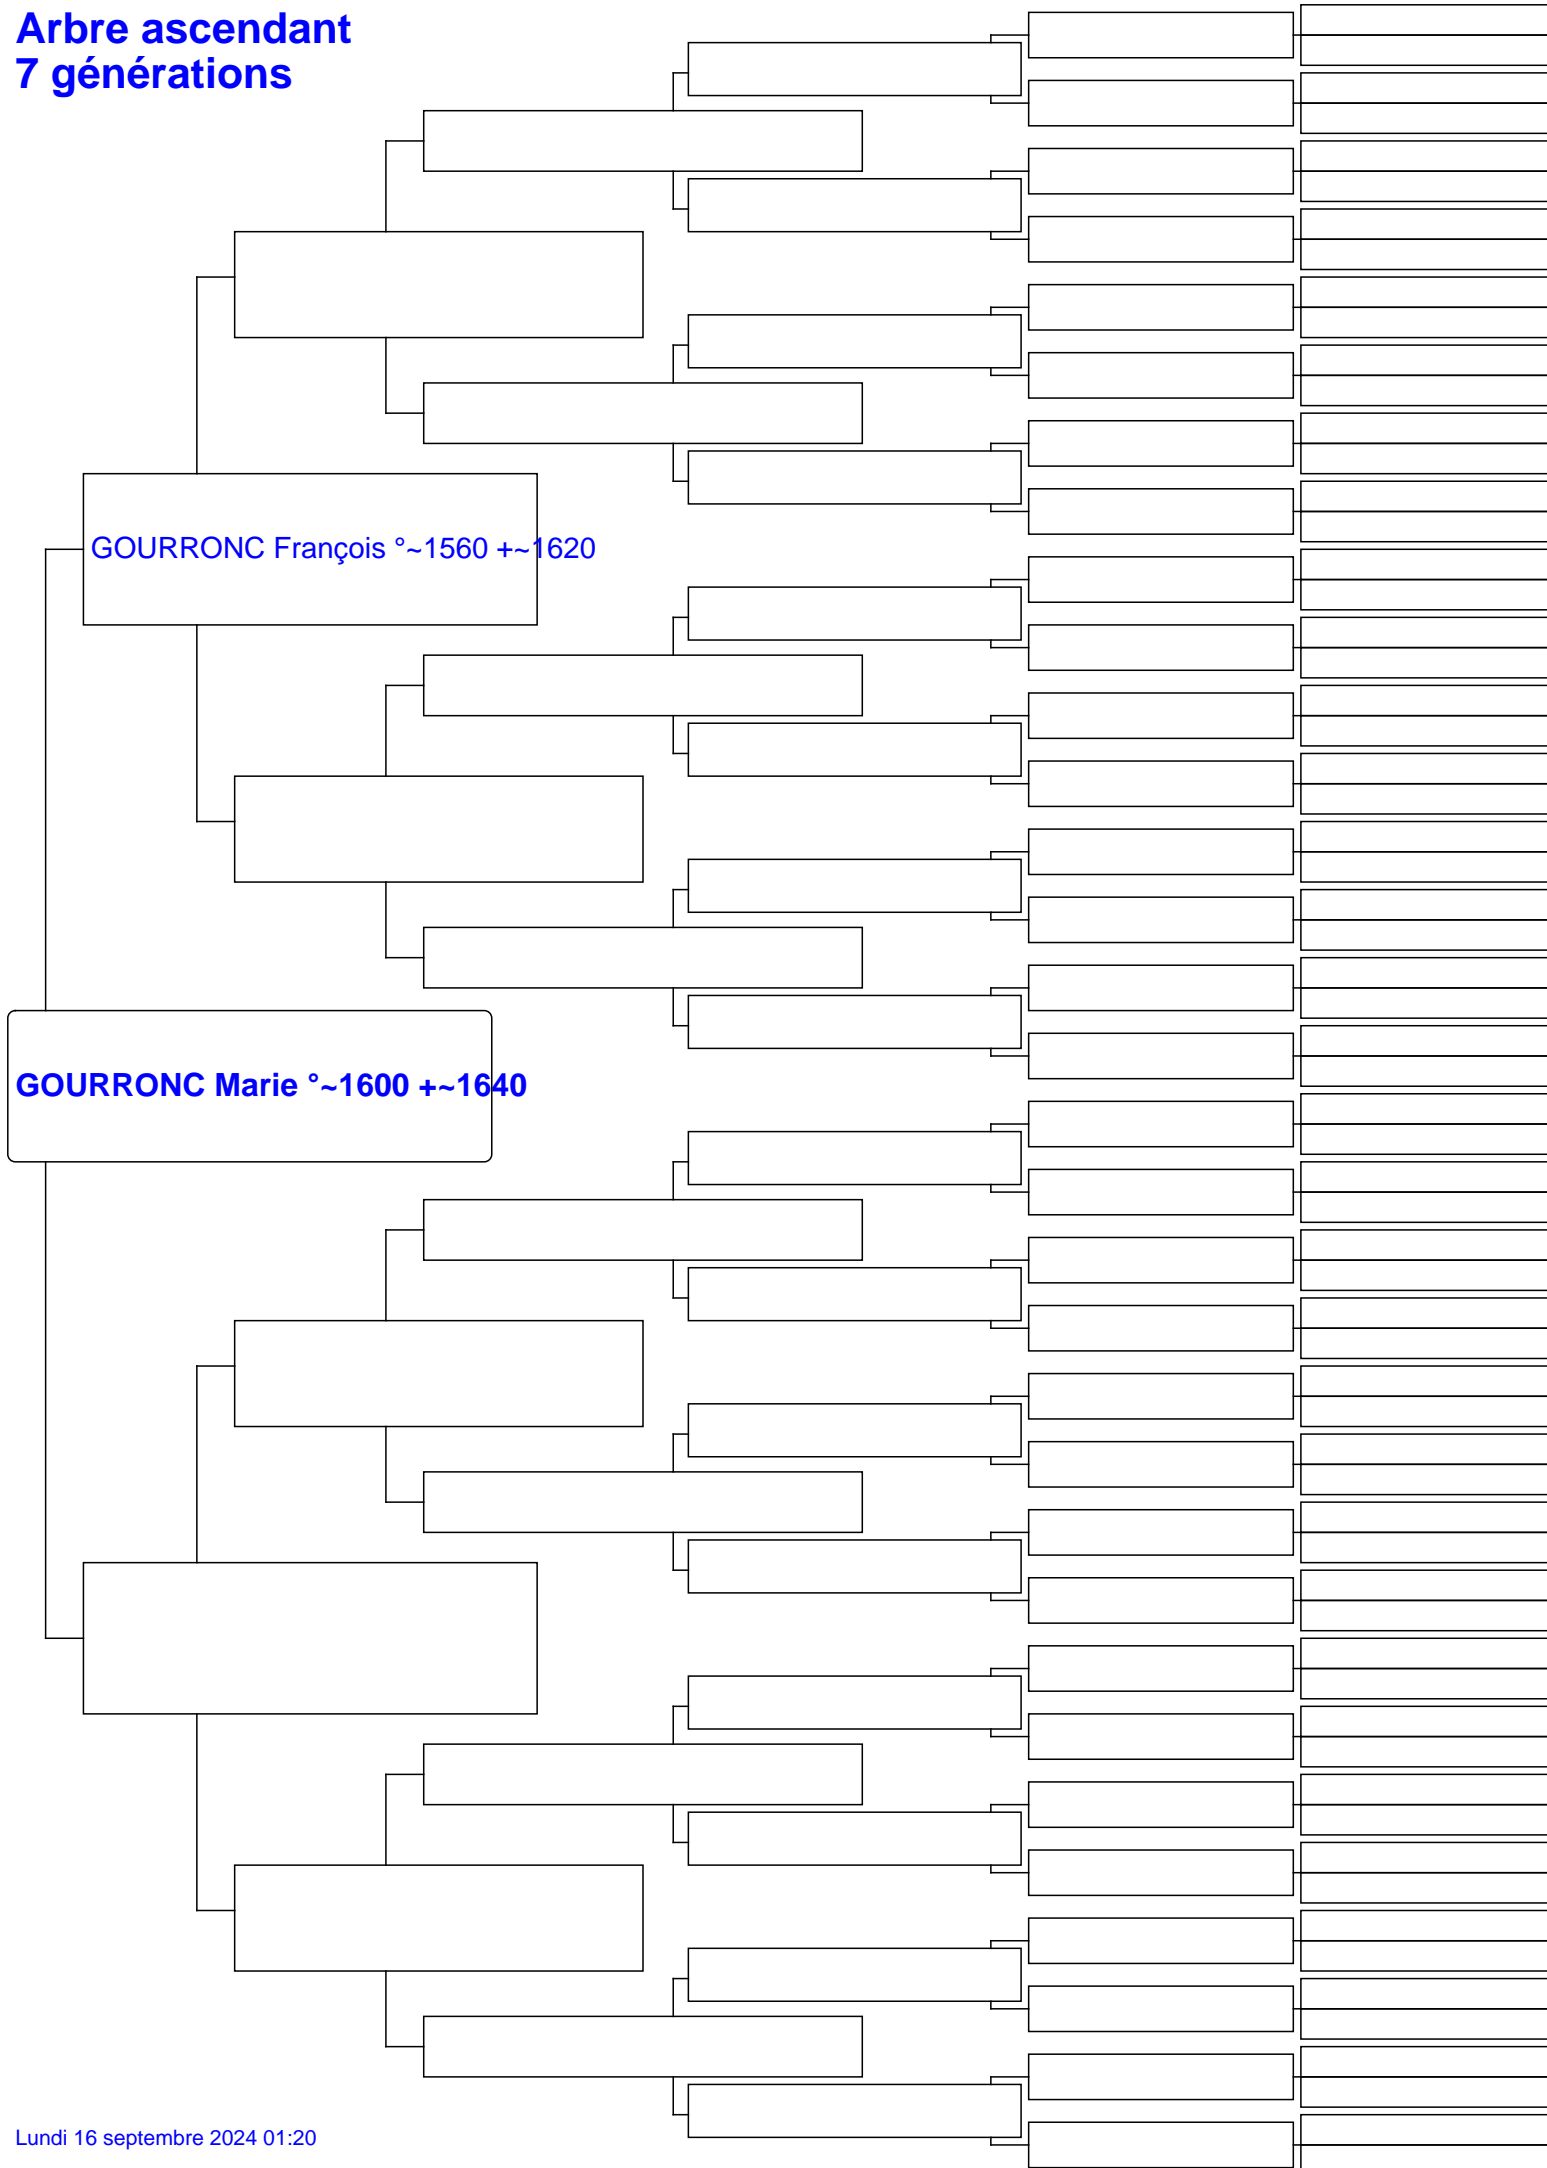 Arbre ascendant
7 générations
GOURRONC François °~1560 +~1620
GOURRONC Marie °~1600 +~1640
Lundi 16 septembre 2024 01:20